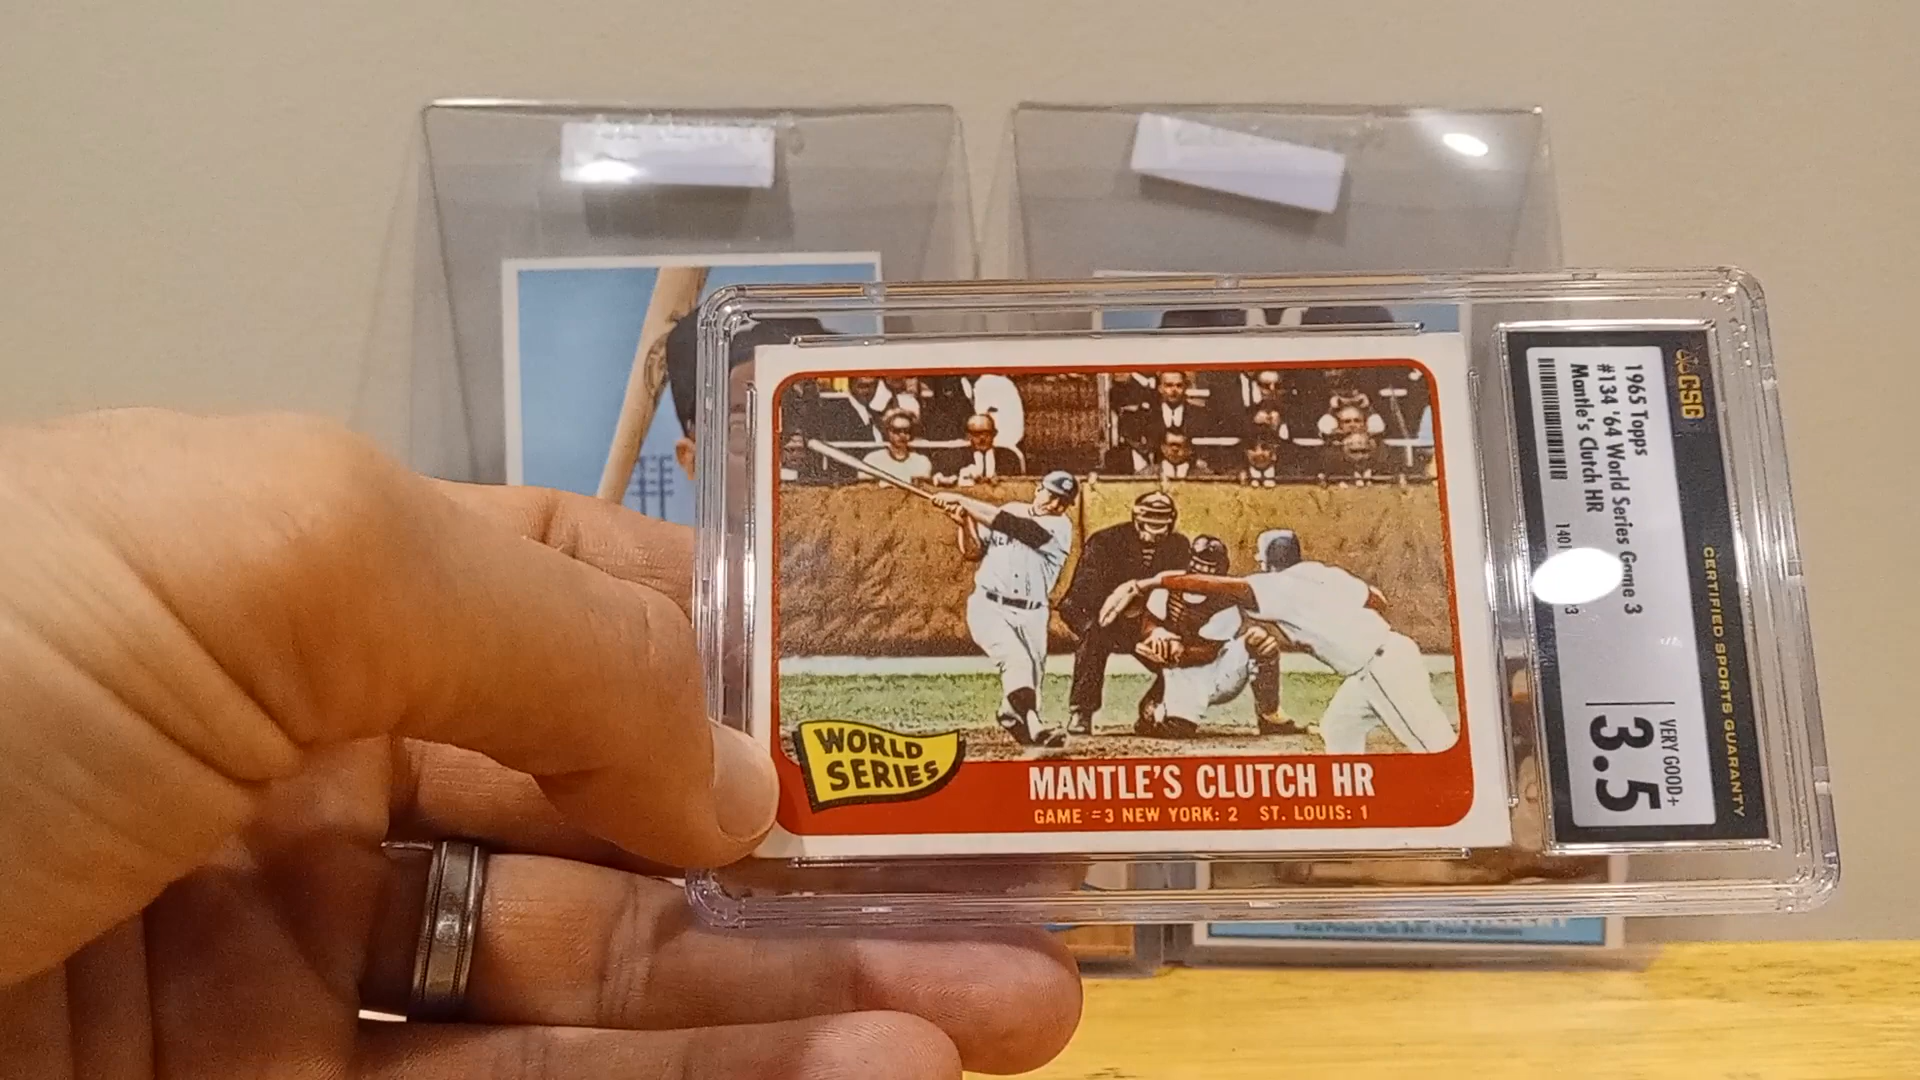 WORLD
SERIES
MANTLE'S CLUTCH HR
GAME #3 NEW YORK: 2 ST. LOUIS: 1
CSG
CERTIFIED SPORTS GUARANTY
1965 Topps
#134 '64 World Series Game 3
Mantle's Clutch HR
VERY GOOD+
3.5